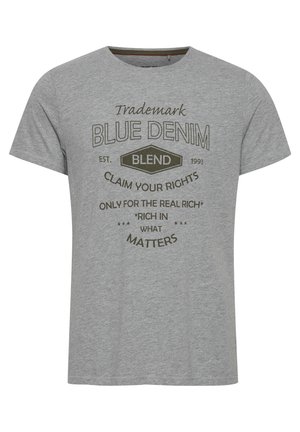 Trademark
BLUE DENIM
EST. BLEND 1991
CLAIM YOUR RIGHTS
ONLY FOR THE REAL RICH*
*RICH IN
WHAT
MATTERS